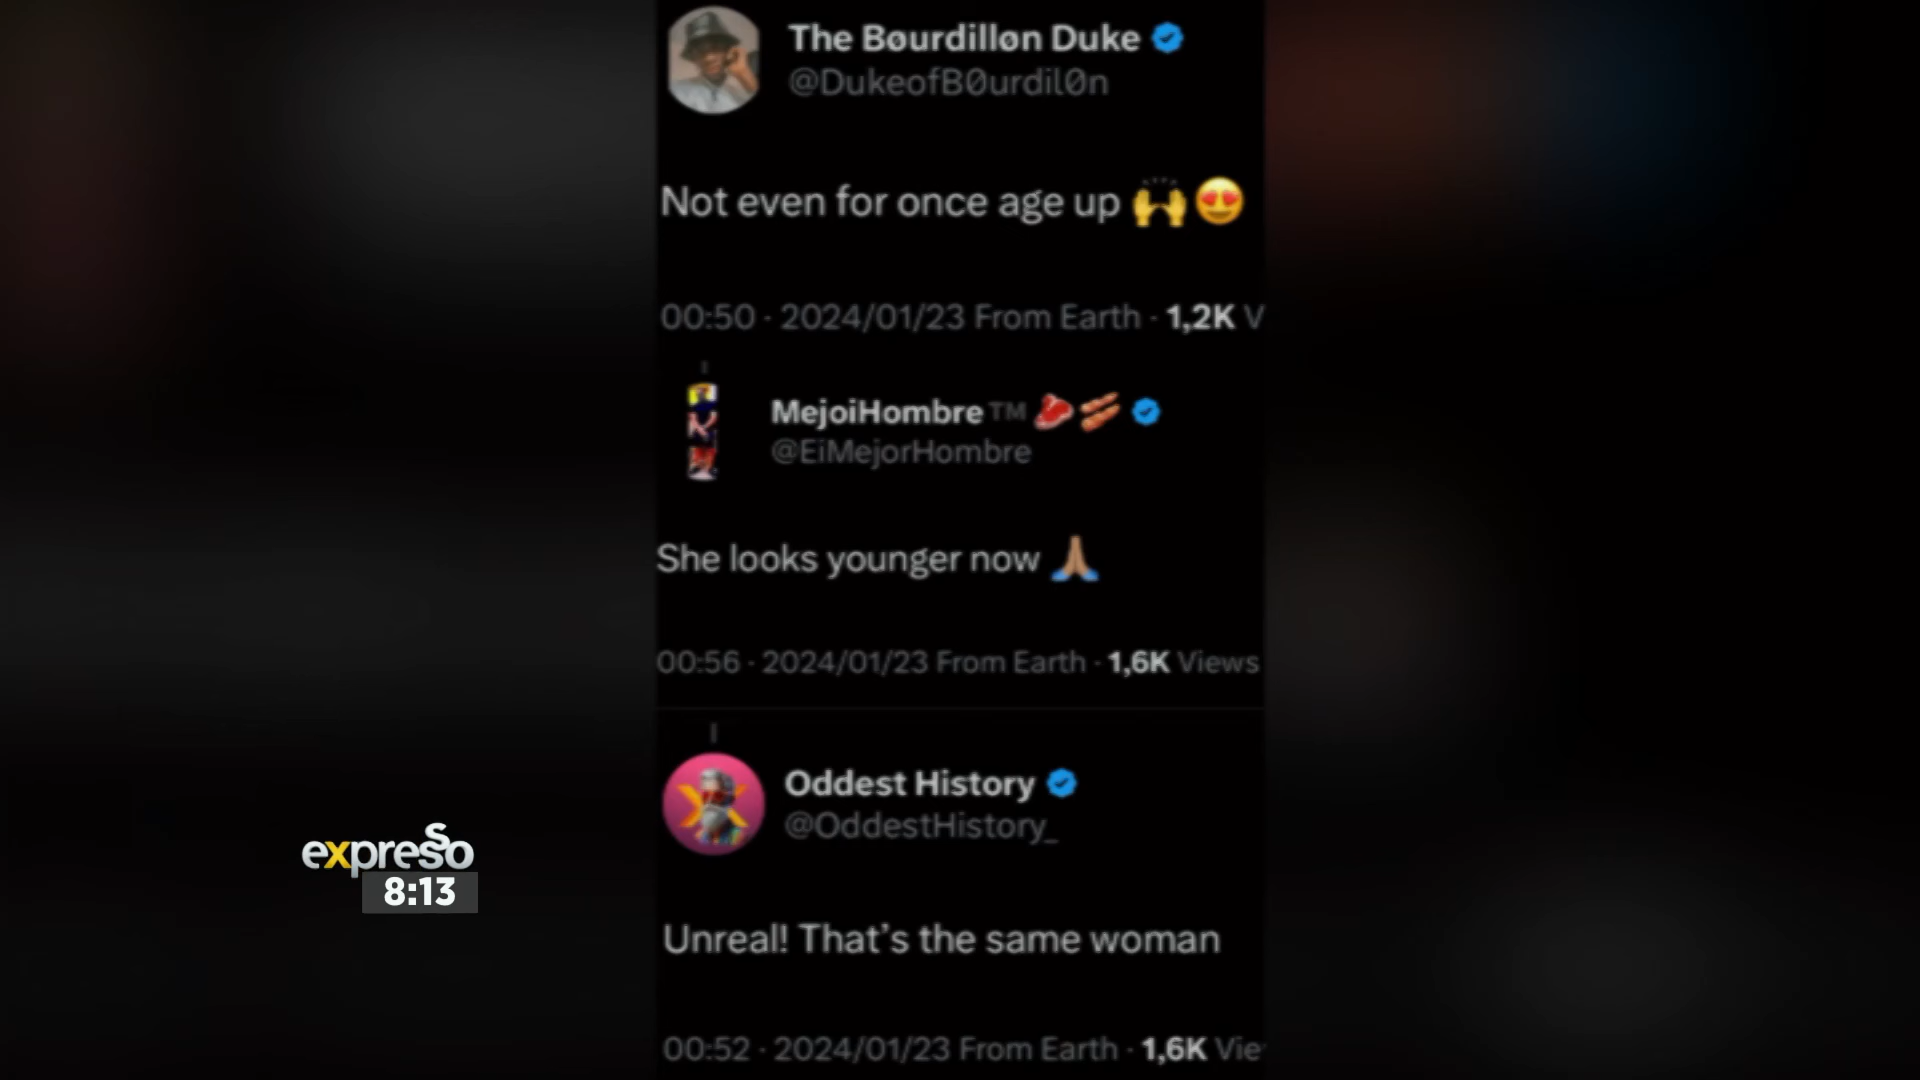 The Bøurdilløn Duke
@DukeofB0urdil0n
Not even for once age up 🙌😍
00:50 · 2024/01/23 From Earth · 1,2K V
MejoiHombre™🥩🥓
@EiMejorHombre
She looks younger now 🙏🏽
00:56 · 2024/01/23 From Earth · 1,6K Views
Oddest History
@OddestHistory_
Unreal! That's the same woman
00:52 · 2024/01/23 From Earth · 1,6K Vie
expresso
8:13